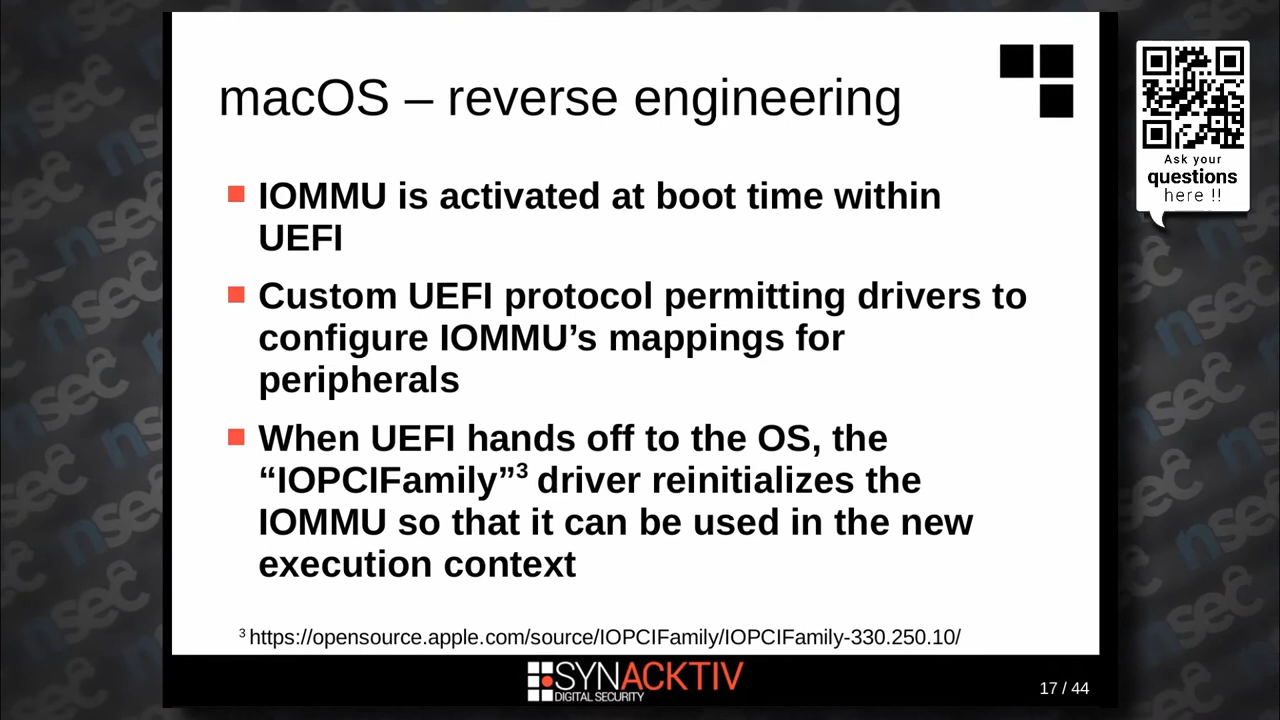 macOS – reverse engineering
IOMMU is activated at boot time within
UEFI
Custom UEFI protocol permitting drivers to
configure IOMMU’s mappings for
peripherals
When UEFI hands off to the OS, the
“IOPCIFamily”³ driver reinitializes the
IOMMU so that it can be used in the new
execution context
³ https://opensource.apple.com/source/IOPCIFamily/IOPCIFamily-330.250.10/
SYNACKTIV
DIGITAL SECURITY
17 / 44
Ask your
questions
here !!
nsec